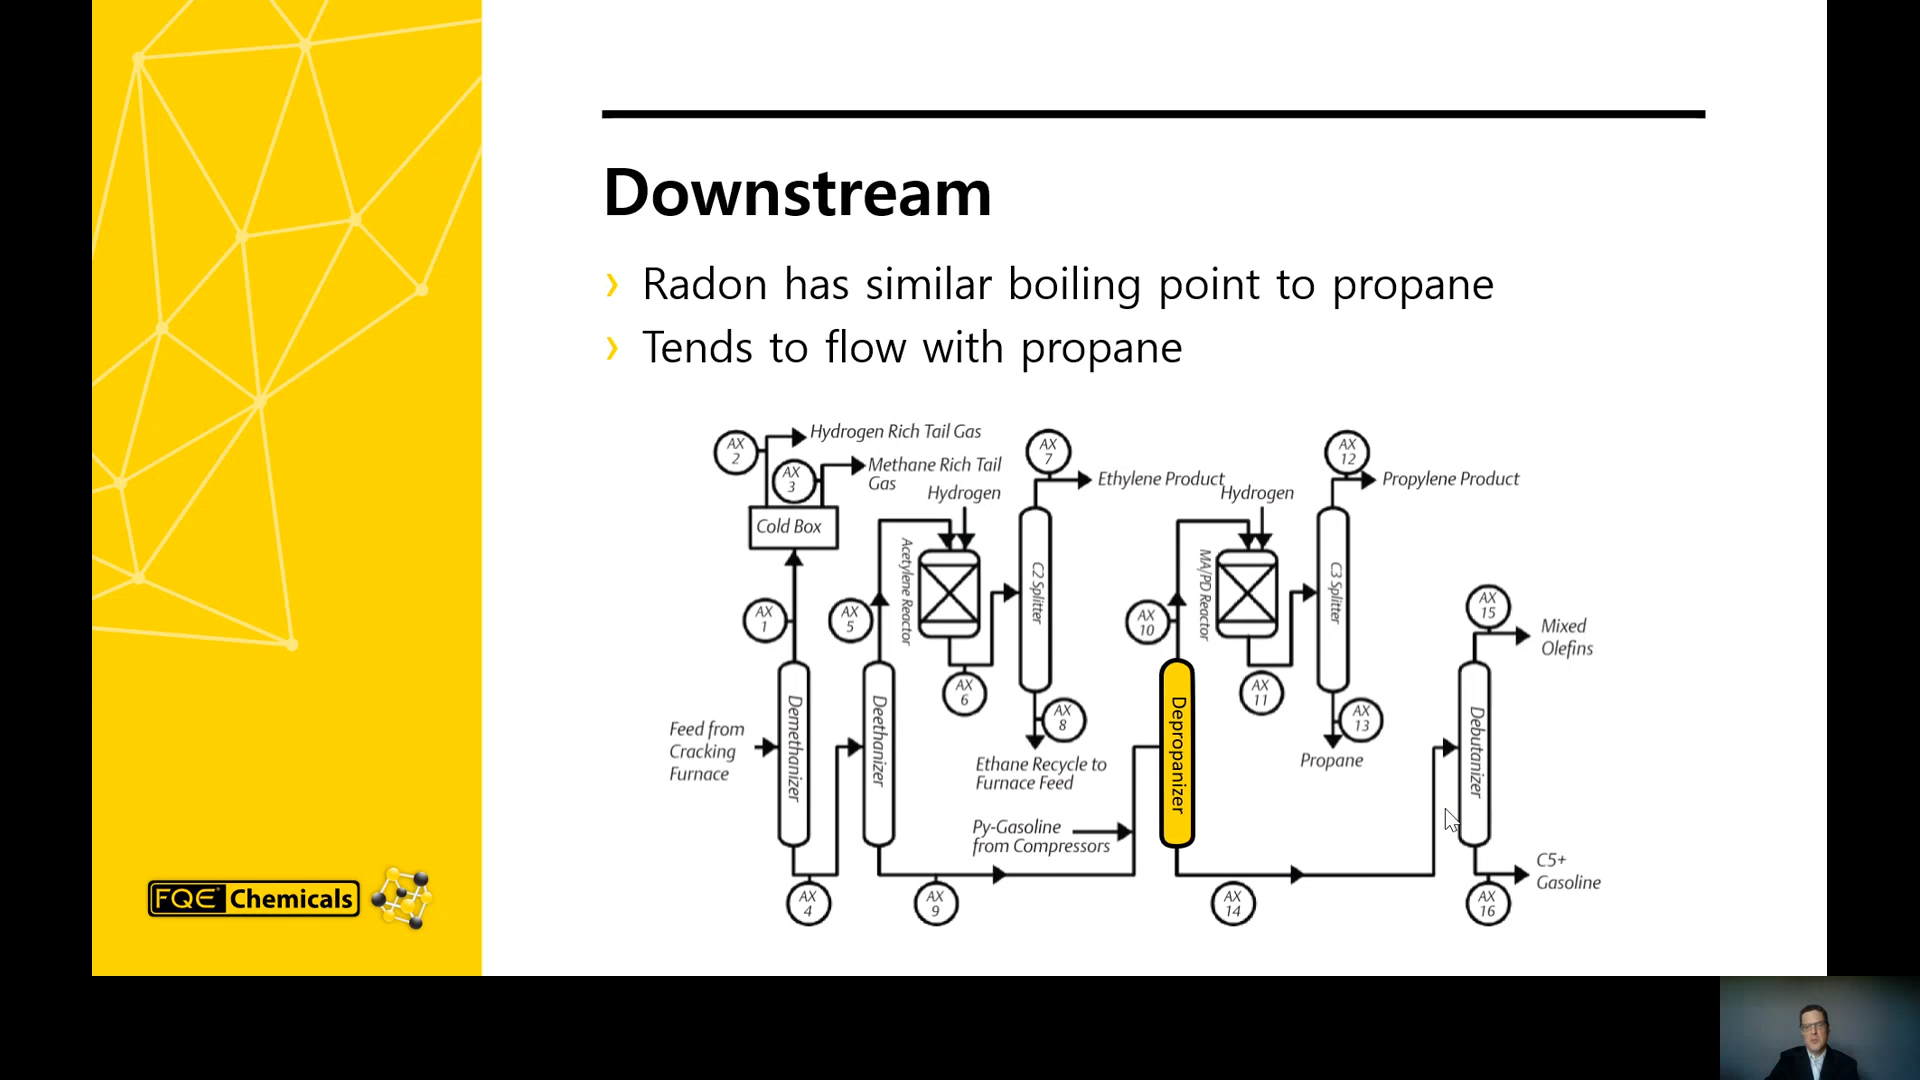 Downstream
› Radon has similar boiling point to propane
› Tends to flow with propane
AX
2
Hydrogen Rich Tail Gas
AX
3
Methane Rich Tail
Gas
Hydrogen
Cold Box
AX
7
Ethylene Product
Hydrogen
AX
12
Propylene Product
Acetylene Reactor
C2 Splitter
MA/PD Reactor
C3 Splitter
AX
1
AX
5
AX
10
AX
15
Mixed
Olefins
AX
6
AX
8
AX
11
AX
13
Feed from
Cracking
Furnace
Demethanizer
Deethanizer
Ethane Recycle to
Furnace Feed
Depropanizer
Propane
Debutanizer
Py-Gasoline
from Compressors
C5+
Gasoline
AX
4
AX
9
AX
14
AX
16
FQE Chemicals